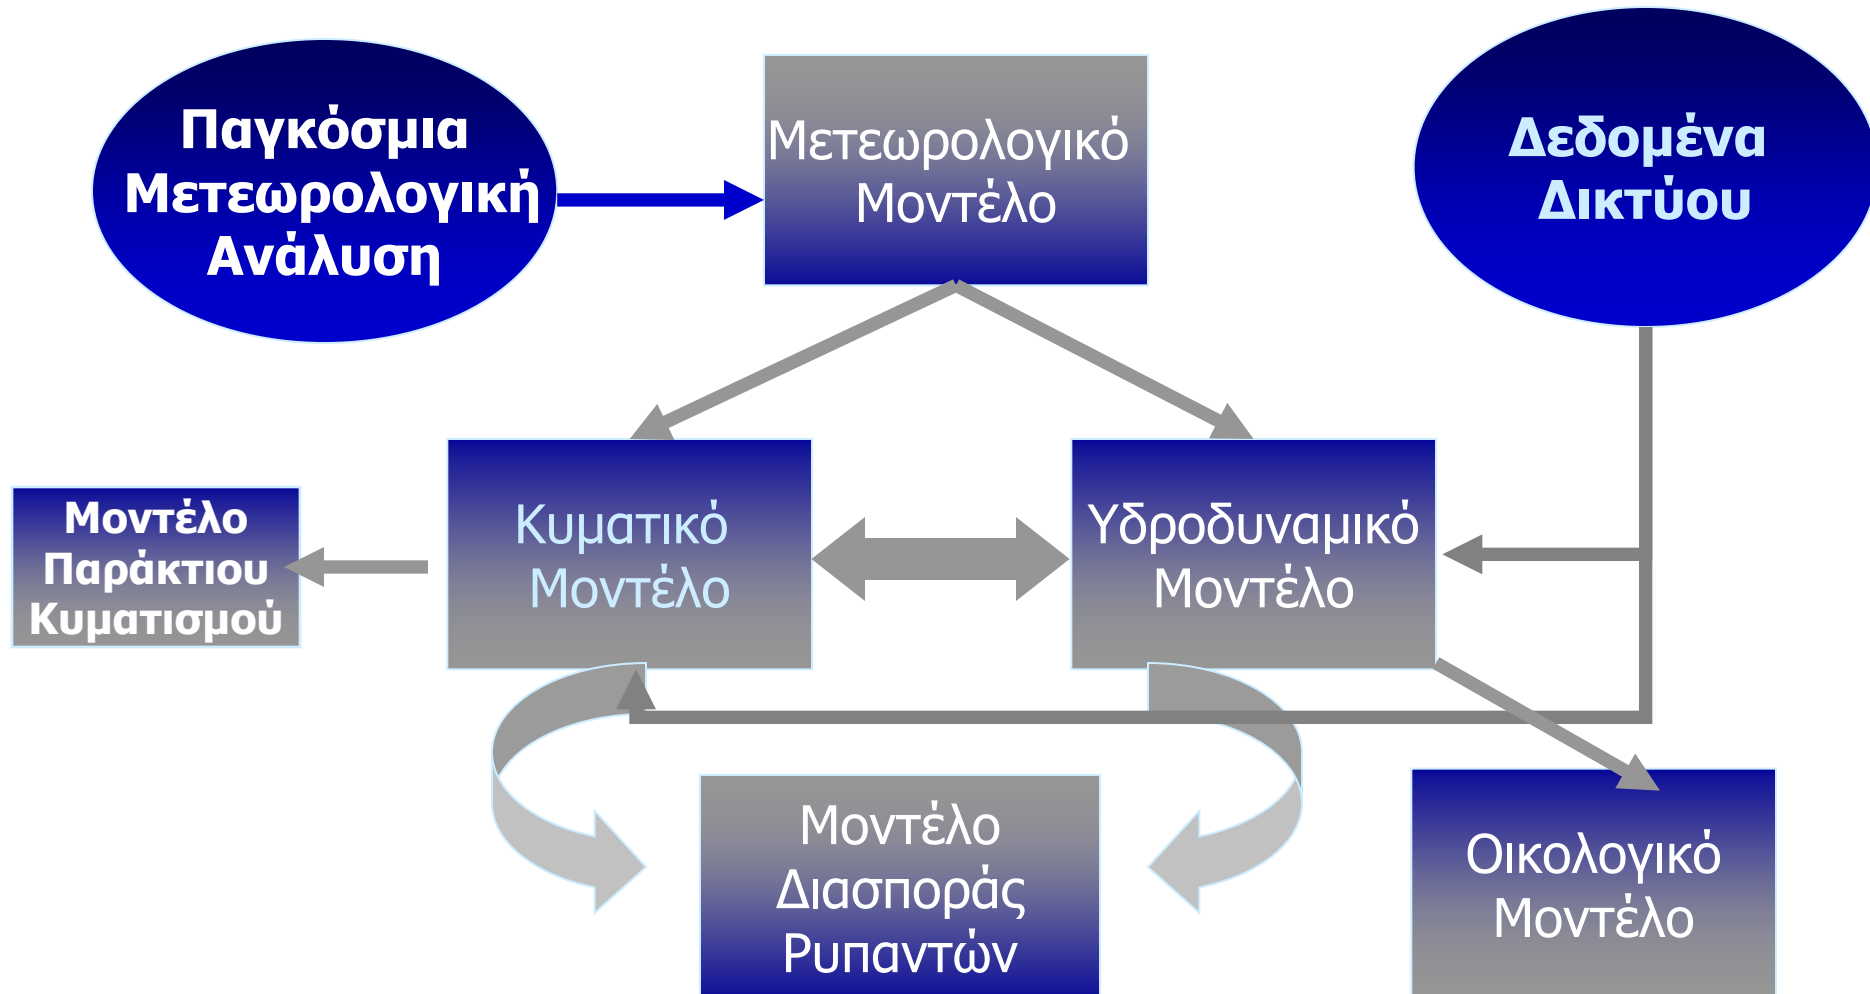 Παγκόσμια
Μετεωρολογική
Ανάλυση
Μετεωρολογικό
Μοντέλο
Δεδομένα
Δικτύου
Μοντέλο
Παράκτιου
Κυματισμού
Κυματικό
Μοντέλο
Υδροδυναμικό
Μοντέλο
Μοντέλο
Διασποράς
Ρυπαντών
Οικολογικό
Μοντέλο